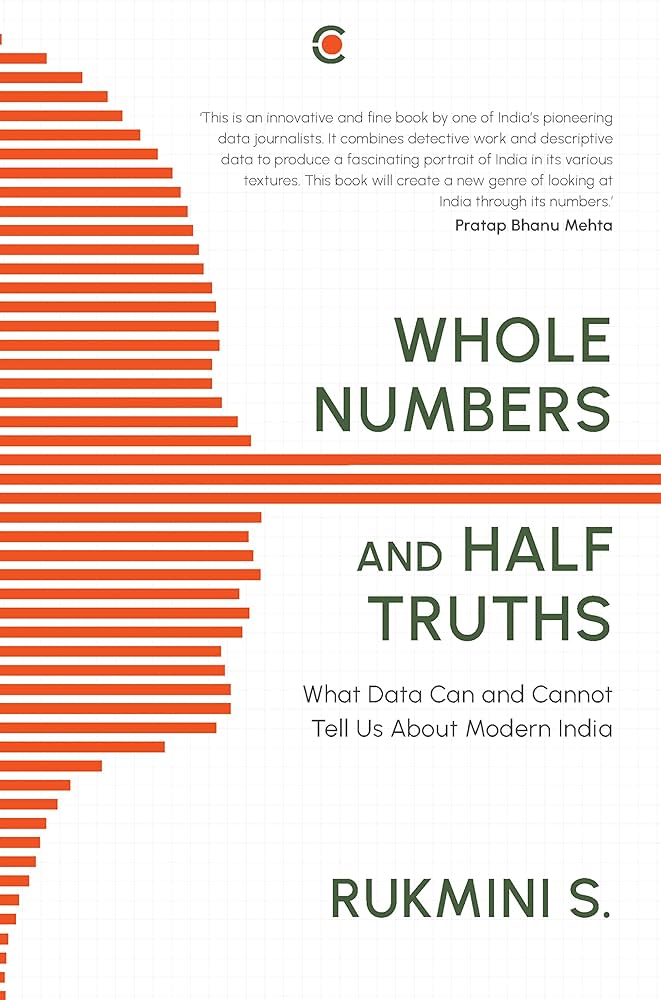 ‘This is an innovative and fine book by one of India’s pioneering
data journalists. It combines detective work and descriptive
data to produce a fascinating portrait of India in its various
textures. This book will create a new genre of looking at
India through its numbers.’
Pratap Bhanu Mehta
WHOLE
NUMBERS
AND HALF
TRUTHS
What Data Can and Cannot
Tell Us About Modern India
RUKMINI S.